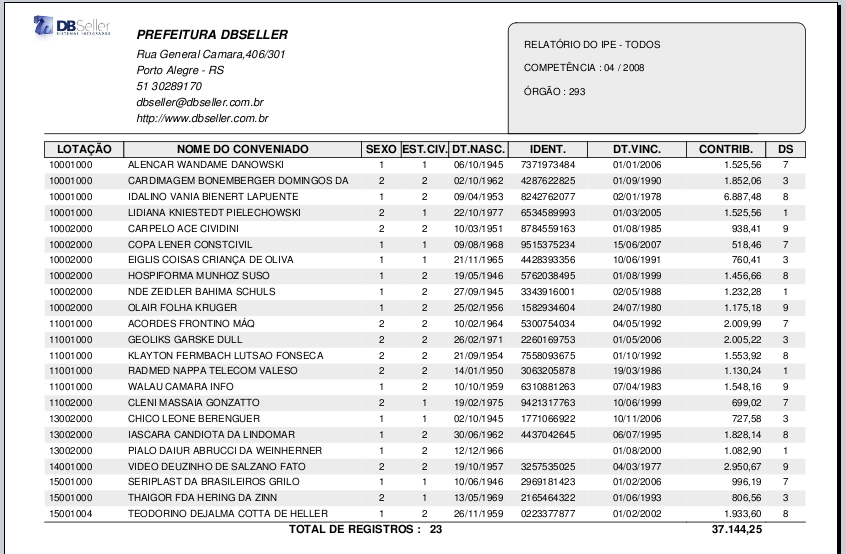 DBSeller
SISTEMAS INTEGRADOS
PREFEITURA DBSELLER
Rua General Camara,406/301
Porto Alegre - RS
51 30289170
dbseller@dbseller.com.br
http://www.dbseller.com.br
RELATÓRIO DO IPE - TODOS
COMPETÊNCIA : 04 / 2008
ÓRGÃO : 293
LOTAÇÃO NOME DO CONVENIADO SEXO EST.CIV. DT.NASC. IDENT. DT.VINC. CONTRIB. DS
10001000 ALENCAR WANDAME DANOWSKI 1 1 06/10/1945 7371973484 01/01/2006 1.525,56 7
10001000 CARDIMAGEM BONEMBERGER DOMINGOS DA 2 2 02/10/1962 4287622825 01/09/1990 1.852,06 3
10001000 IDALINO VANIA BIENERT LAPUENTE 1 2 09/04/1953 8242762077 02/01/1978 6.887,48 8
10001000 LIDIANA KNIESTEDT PIELECHOWSKI 2 1 22/10/1977 6534589993 01/03/2005 1.525,56 1
10002000 CARPELO ACE CIVIDINI 2 2 10/03/1951 8784559163 01/08/1985 938,41 9
10002000 COPA LENER CONSTCIVIL 1 1 09/08/1968 9515375234 15/06/2007 518,46 7
10002000 EIGLIS COISAS CRIANÇA DE OLIVA 1 1 21/11/1965 4428393356 10/06/1991 760,41 3
10002000 HOSPIFORMA MUNHOZ SUSO 1 2 19/05/1946 5762038495 01/08/1999 1.456,66 8
10002000 NDE ZEIDLER BAHIMA SCHULS 1 2 27/09/1945 3343916001 02/05/1988 1.232,28 1
10002000 OLAIR FOLHA KRUGER 1 2 25/02/1956 1582934604 24/07/1980 1.175,18 9
11001000 ACORDES FRONTINO MÁQ 2 2 10/02/1964 5300754034 04/05/1992 2.009,99 7
11001000 GEOLIKS GARSKE DULL 2 2 26/02/1971 2260169753 01/05/2006 2.005,22 3
11001000 KLAYTON FERMBACH LUTSAO FONSECA 2 2 21/09/1954 7558093675 01/10/1992 1.553,92 8
11001000 RADMED NAPPA TELECOM VALESO 2 2 14/01/1950 3063205878 19/03/1986 1.130,24 1
11001000 WALAU CAMARA INFO 1 2 10/10/1959 6310881263 07/04/1983 1.548,16 9
11002000 CLENI MASSAIA GONZATTO 2 1 19/02/1975 9421317763 10/06/1999 699,02 7
13002000 CHICO LEONE BERENGUER 1 1 02/10/1945 1771066922 10/11/2006 727,58 3
13002000 IASCARA CANDIOTA DA LINDOMAR 1 2 30/06/1962 4437042645 06/07/1995 1.828,14 8
13002000 PIALO DAIUR ABRUCCI DA WEINHERNER 1 2 12/12/1966 01/08/2000 1.082,90 1
14001000 VIDEO DEUZINHO DE SALZANO FATO 2 2 19/10/1957 3257535025 04/03/1977 2.950,67 9
15001000 SERIPLAST DA BRASILEIROS GRILO 1 1 10/06/1946 2969181423 01/02/2006 996,19 7
15001000 THAIGOR FDA HERING DA ZINN 2 1 13/05/1969 2165464322 01/06/1993 806,56 3
15001004 TEODORINO DEJALMA COTTA DE HELLER 1 2 26/11/1959 0223377877 01/02/2002 1.933,60 8
TOTAL DE REGISTROS : 23 37.144,25